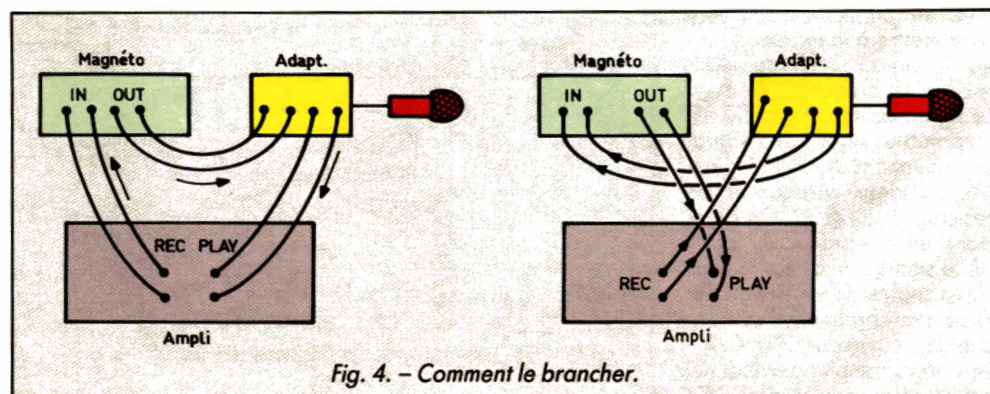 Magnéto Adapt.
IN OUT
REC PLAY
Ampli
Magnéto Adapt.
IN OUT
REC PLAY
Ampli
Fig. 4. – Comment le brancher.